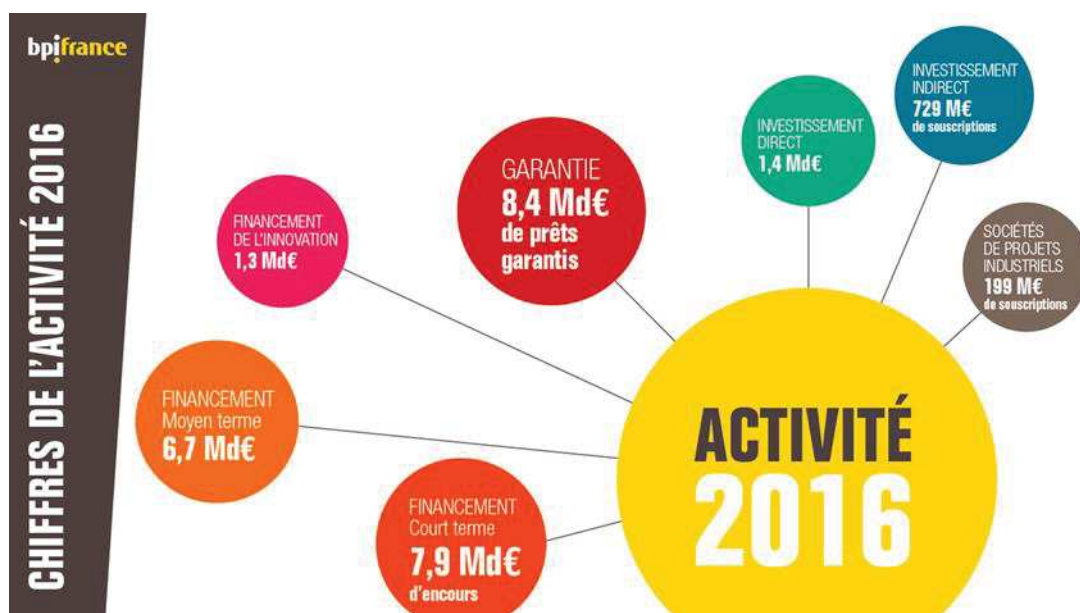 bpifrance
CHIFFRES DE L'ACTIVITÉ 2016
FINANCEMENT
DE L'INNOVATION
1,3 Md€
GARANTIE
8,4 Md€
de prêts
garantis
INVESTISSEMENT
DIRECT
1,4 Md€
INVESTISSEMENT
INDIRECT
729 M€
de souscriptions
SOCIÉTÉS
DE PROJETS
INDUSTRIELS
199 M€
de souscriptions
FINANCEMENT
Moyen terme
6,7 Md€
FINANCEMENT
Court terme
7,9 Md€
d'encours
ACTIVITÉ
2016